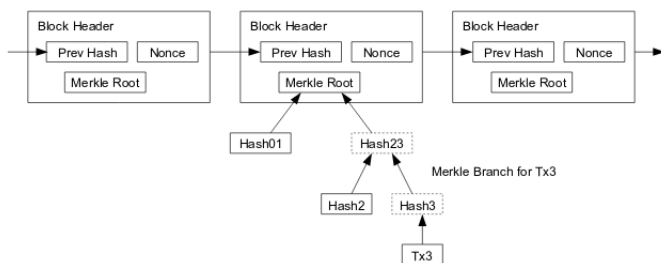 Block Header
Block Header
Block Header
Prev Hash
Nonce
Prev Hash
Nonce
Prev Hash
Nonce
Merkle Root
Merkle Root
Merkle Root
Hash01
Hash23
Merkle Branch for Tx3
Hash2
Hash3
Tx3